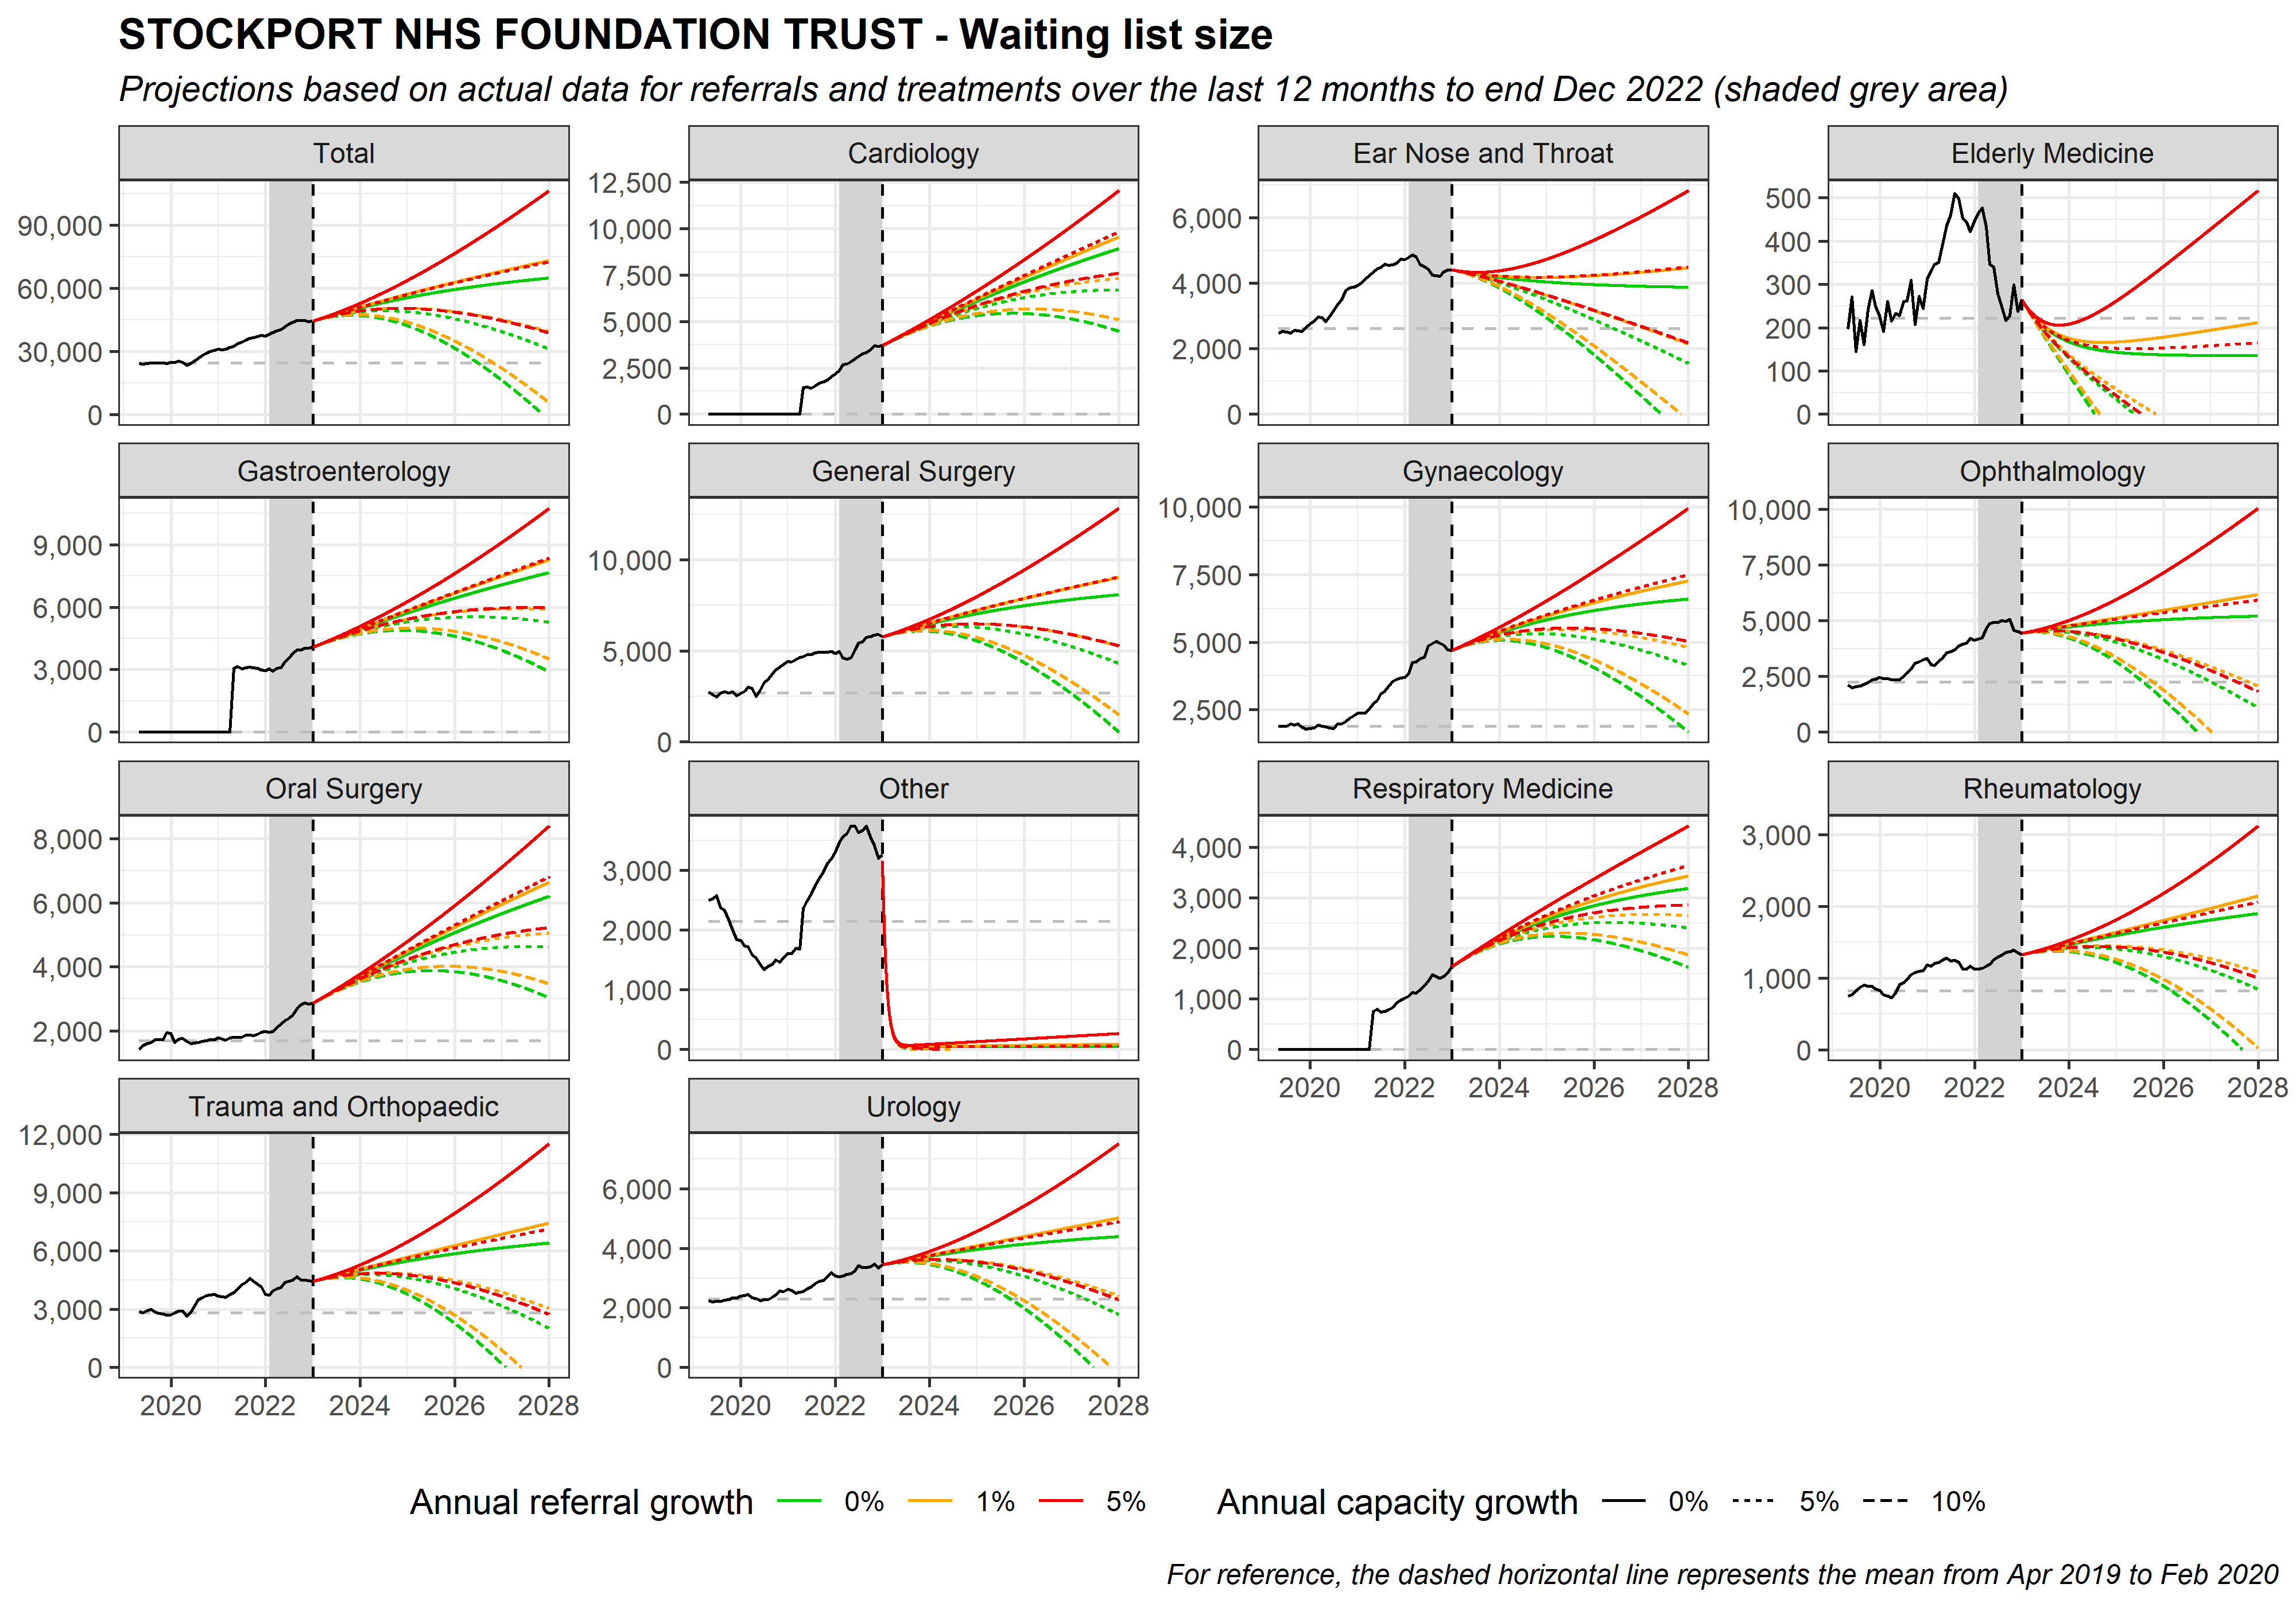 STOCKPORT NHS FOUNDATION TRUST - Waiting list size
Projections based on actual data for referrals and treatments over the last 12 months to end Dec 2022 (shaded grey area)
Total
90,000
60,000
30,000
0
Cardiology
12,500
10,000
7,500
5,000
2,500
0
Ear Nose and Throat
6,000
4,000
2,000
0
Elderly Medicine
500
400
300
200
100
0
Gastroenterology
9,000
6,000
3,000
0
General Surgery
10,000
5,000
0
Gynaecology
10,000
7,500
5,000
2,500
Ophthalmology
10,000
7,500
5,000
2,500
0
Oral Surgery
8,000
6,000
4,000
2,000
Other
3,000
2,000
1,000
0
Respiratory Medicine
4,000
3,000
2,000
1,000
0
2020 2022 2024 2026 2028
Rheumatology
3,000
2,000
1,000
0
2020 2022 2024 2026 2028
Trauma and Orthopaedic
12,000
9,000
6,000
3,000
0
2020 2022 2024 2026 2028
Urology
6,000
4,000
2,000
0
2020 2022 2024 2026 2028
Annual referral growth 0% 1% 5% Annual capacity growth 0% 5% 10%
For reference, the dashed horizontal line represents the mean from Apr 2019 to Feb 2020